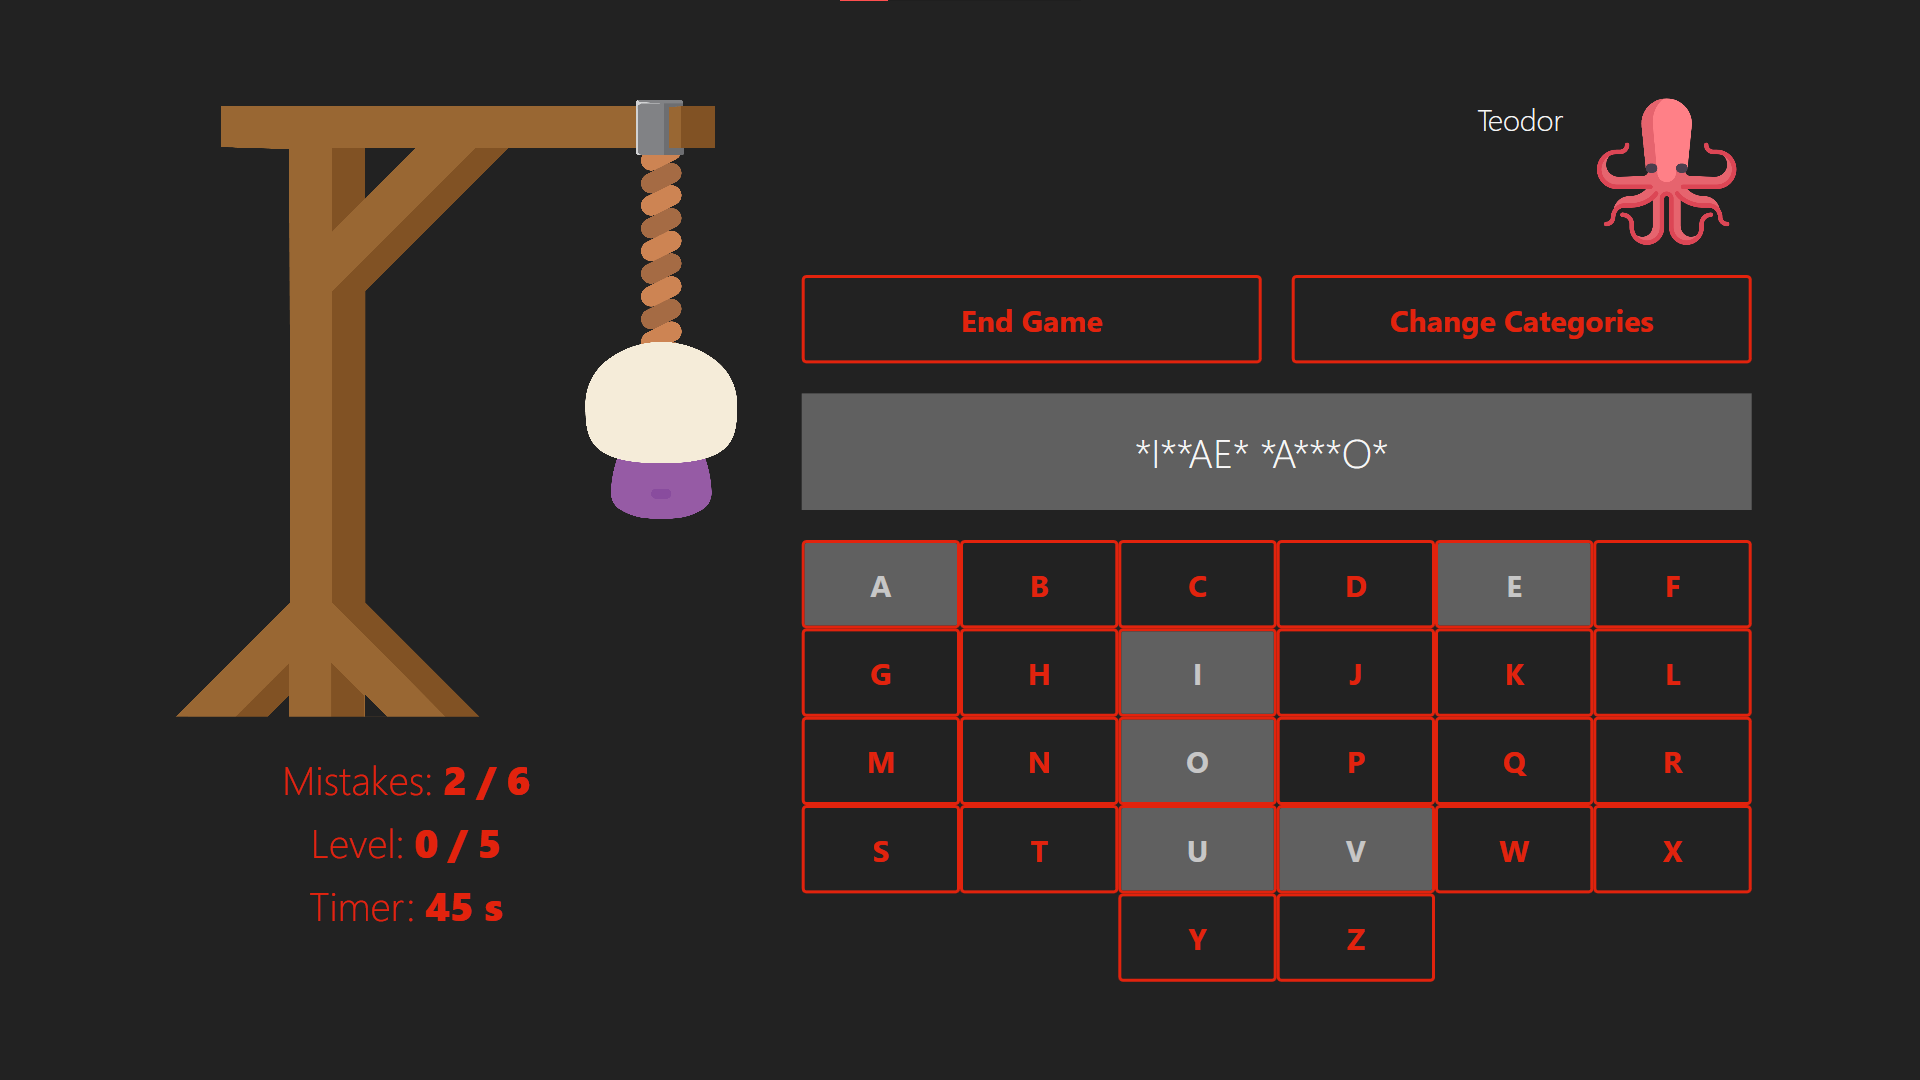 Teodor
End Game
Change Categories
*I**AE* *A***O*
A B C D E F
G H I J K L
M N O P Q R
S T U V W X
Y Z
Mistakes: 2 / 6
Level: 0 / 5
Timer: 45 s